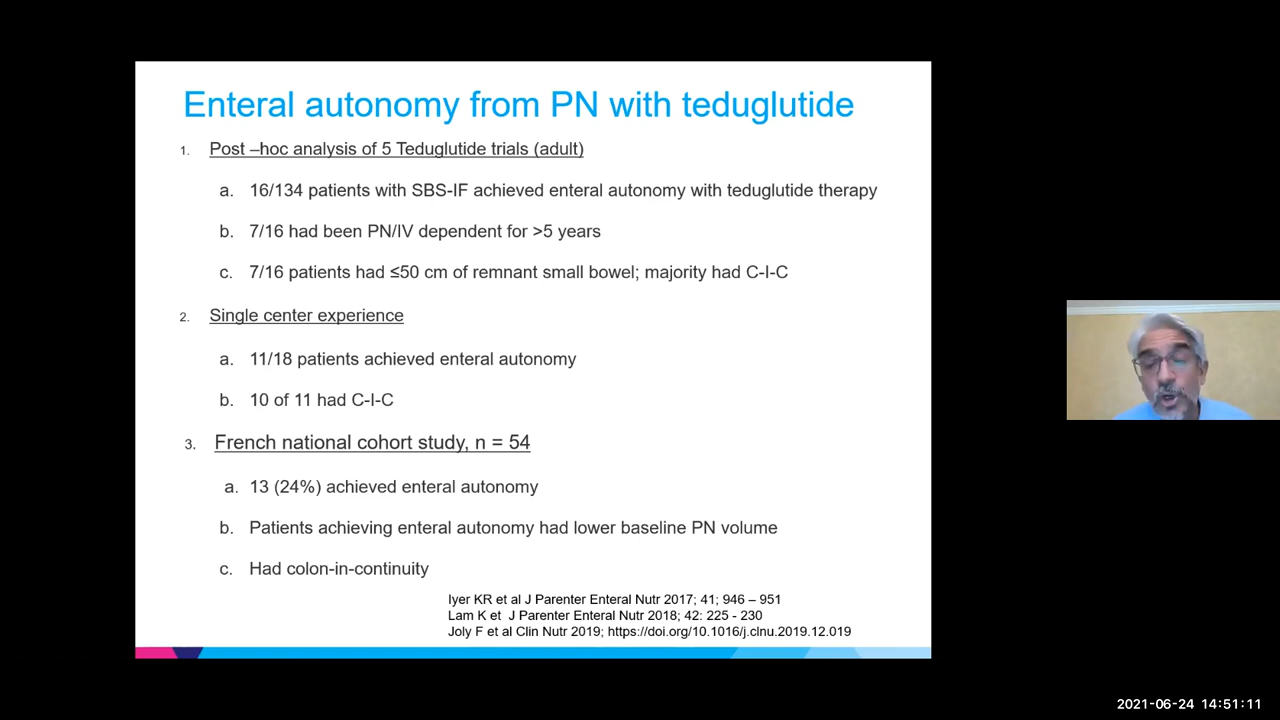 Enteral autonomy from PN with teduglutide
1. Post –hoc analysis of 5 Teduglutide trials (adult)
a. 16/134 patients with SBS-IF achieved enteral autonomy with teduglutide therapy
b. 7/16 had been PN/IV dependent for >5 years
c. 7/16 patients had ≤50 cm of remnant small bowel; majority had C-I-C
2. Single center experience
a. 11/18 patients achieved enteral autonomy
b. 10 of 11 had C-I-C
3. French national cohort study, n = 54
a. 13 (24%) achieved enteral autonomy
b. Patients achieving enteral autonomy had lower baseline PN volume
c. Had colon-in-continuity
Iyer KR et al J Parenter Enteral Nutr 2017; 41; 946 – 951
Lam K et J Parenter Enteral Nutr 2018; 42: 225 - 230
Joly F et al Clin Nutr 2019; https://doi.org/10.1016/j.clnu.2019.12.019
2021-06-24 14:51:11